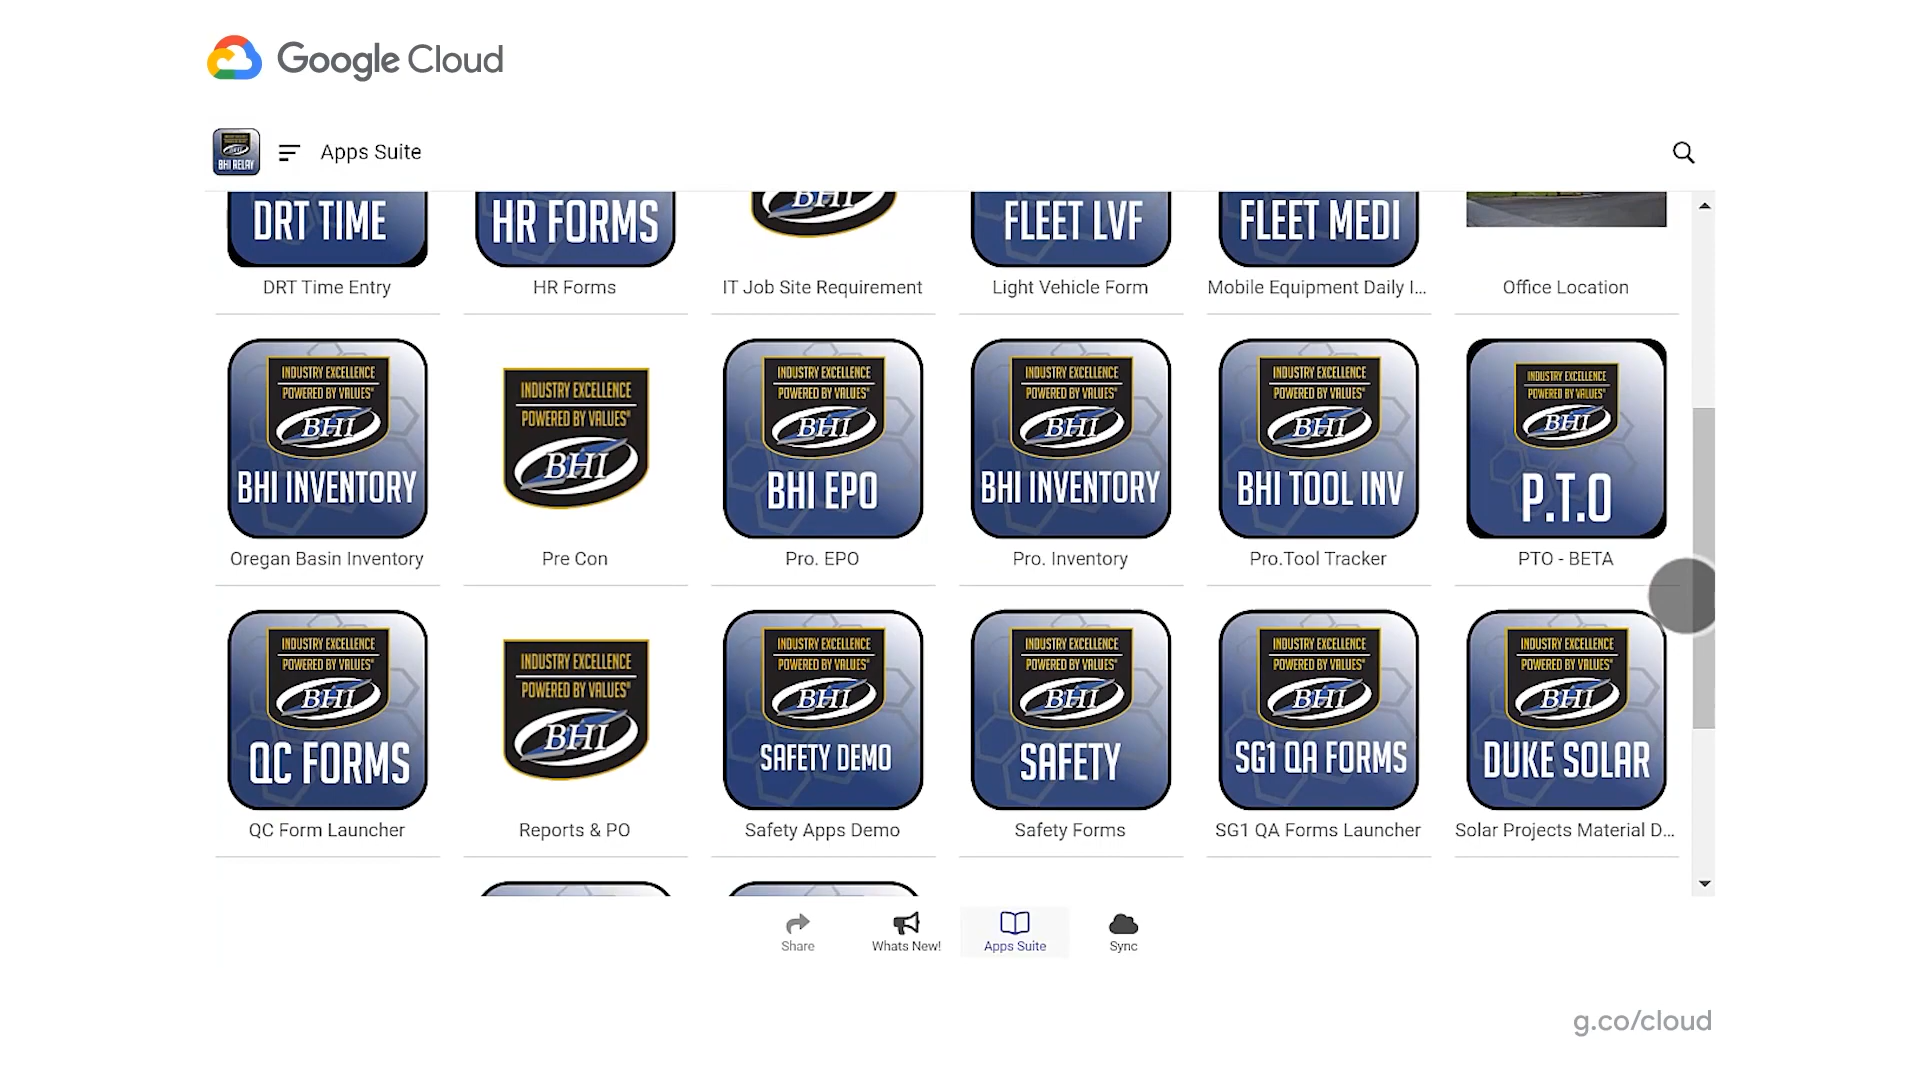 Google Cloud
BHI RELAY
Apps Suite
DRT TIME
HR FORMS
BHI
FLEET LVF
FLEET MEDI
DRT Time Entry
HR Forms
IT Job Site Requirement
Light Vehicle Form
Mobile Equipment Daily I...
Office Location
INDUSTRY EXCELLENCE
POWERED BY VALUES®
BHI
BHI INVENTORY
INDUSTRY EXCELLENCE
POWERED BY VALUES®
BHI
INDUSTRY EXCELLENCE
POWERED BY VALUES®
BHI
BHI EPO
INDUSTRY EXCELLENCE
POWERED BY VALUES®
BHI
BHI INVENTORY
INDUSTRY EXCELLENCE
POWERED BY VALUES®
BHI
BHI TOOL INV
INDUSTRY EXCELLENCE
POWERED BY VALUES®
BHI
P.T.O
Oregan Basin Inventory
Pre Con
Pro. EPO
Pro. Inventory
Pro.Tool Tracker
PTO - BETA
INDUSTRY EXCELLENCE
POWERED BY VALUES®
BHI
QC FORMS
INDUSTRY EXCELLENCE
POWERED BY VALUES®
BHI
INDUSTRY EXCELLENCE
POWERED BY VALUES®
BHI
SAFETY DEMO
INDUSTRY EXCELLENCE
POWERED BY VALUES®
BHI
SAFETY
INDUSTRY EXCELLENCE
POWERED BY VALUES®
BHI
SG1 QA FORMS
INDUSTRY EXCELLENCE
POWERED BY VALUES®
BHI
DUKE SOLAR
QC Form Launcher
Reports & PO
Safety Apps Demo
Safety Forms
SG1 QA Forms Launcher
Solar Projects Material D...
Share
Whats New!
Apps Suite
Sync
g.co/cloud